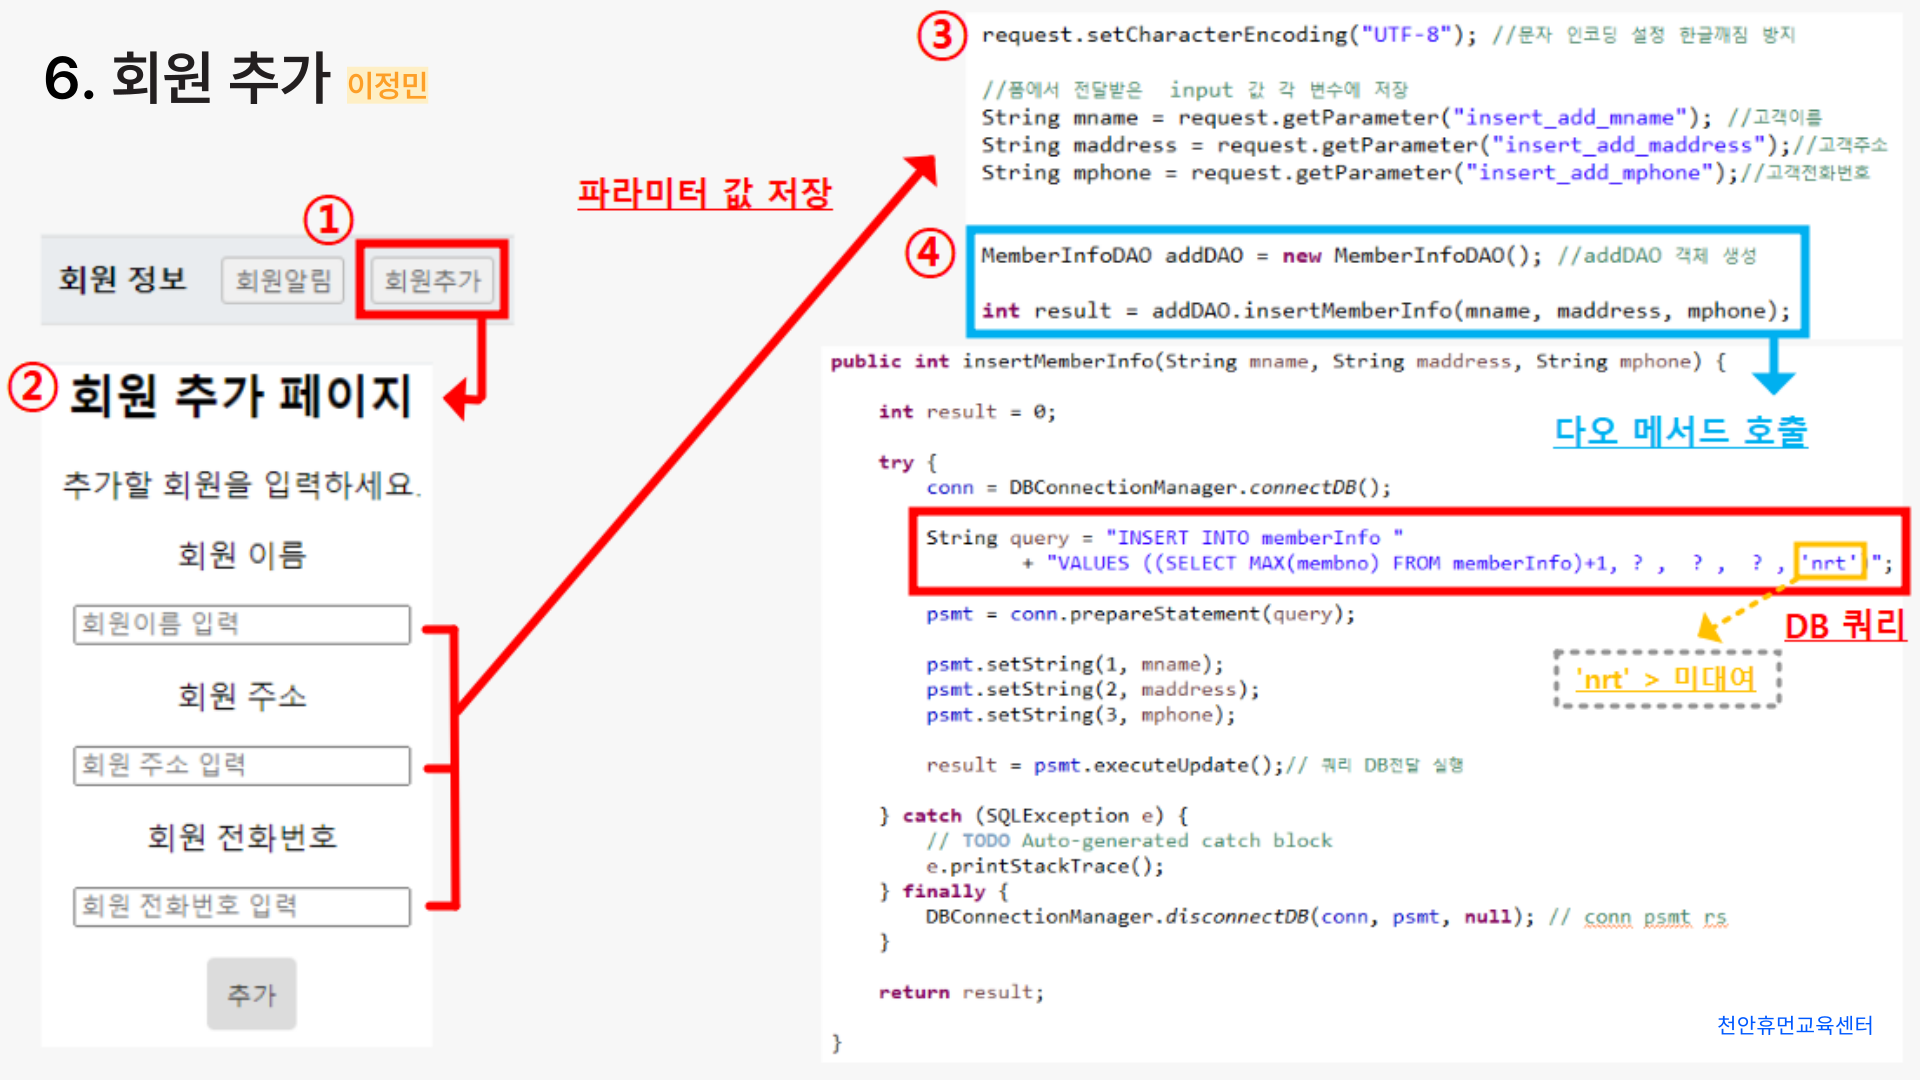 6. 회원 추가 이정민
①
회원 정보 회원알림 회원추가
② 회원 추가 페이지
추가할 회원을 입력하세요.
회원 이름
회원이름 입력
회원 주소
회원 주소 입력
회원 전화번호
회원 전화번호 입력
추가
파라미터 값 저장
③ request.setCharacterEncoding("UTF-8"); //문자 인코딩 설정 한글깨짐 방지
//폼에서 전달받은 input 값 각 변수에 저장
String mname = request.getParameter("insert_add_mname"); //고객이름
String maddress = request.getParameter("insert_add_maddress");//고객주소
String mphone = request.getParameter("insert_add_mphone");//고객전화번호
④ MemberInfoDAO addDAO = new MemberInfoDAO(); //addDAO 객체 생성
int result = addDAO.insertMemberInfo(mname, maddress, mphone);
다오 메서드 호출
public int insertMemberInfo(String mname, String maddress, String mphone) {
int result = 0;
try {
conn = DBConnectionManager.connectDB();
String query = "INSERT INTO memberInfo "
+ "VALUES ((SELECT MAX(membno) FROM memberInfo)+1, ? , ? , ? , 'nrt')";
DB 쿼리
'nrt' > 미대여
psmt = conn.prepareStatement(query);
psmt.setString(1, mname);
psmt.setString(2, maddress);
psmt.setString(3, mphone);
result = psmt.executeUpdate();// 쿼리 DB전달 실행
} catch (SQLException e) {
// TODO Auto-generated catch block
e.printStackTrace();
} finally {
DBConnectionManager.disconnectDB(conn, psmt, null); // conn psmt rs
}
return result;
}
천안휴먼교육센터